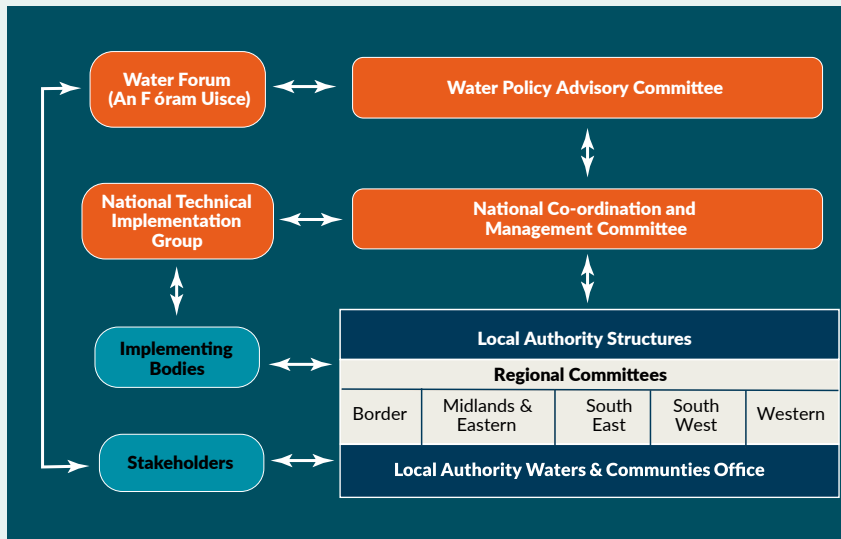 Water Forum
(An F óram Uisce)
Water Policy Advisory Committee
National Technical
Implementation
Group
National Co-ordination and
Management Committee
Implementing
Bodies
Local Authority Structures
Regional Committees
Border
Midlands &
Eastern
South
East
South
West
Western
Stakeholders
Local Authority Waters & Communties Office